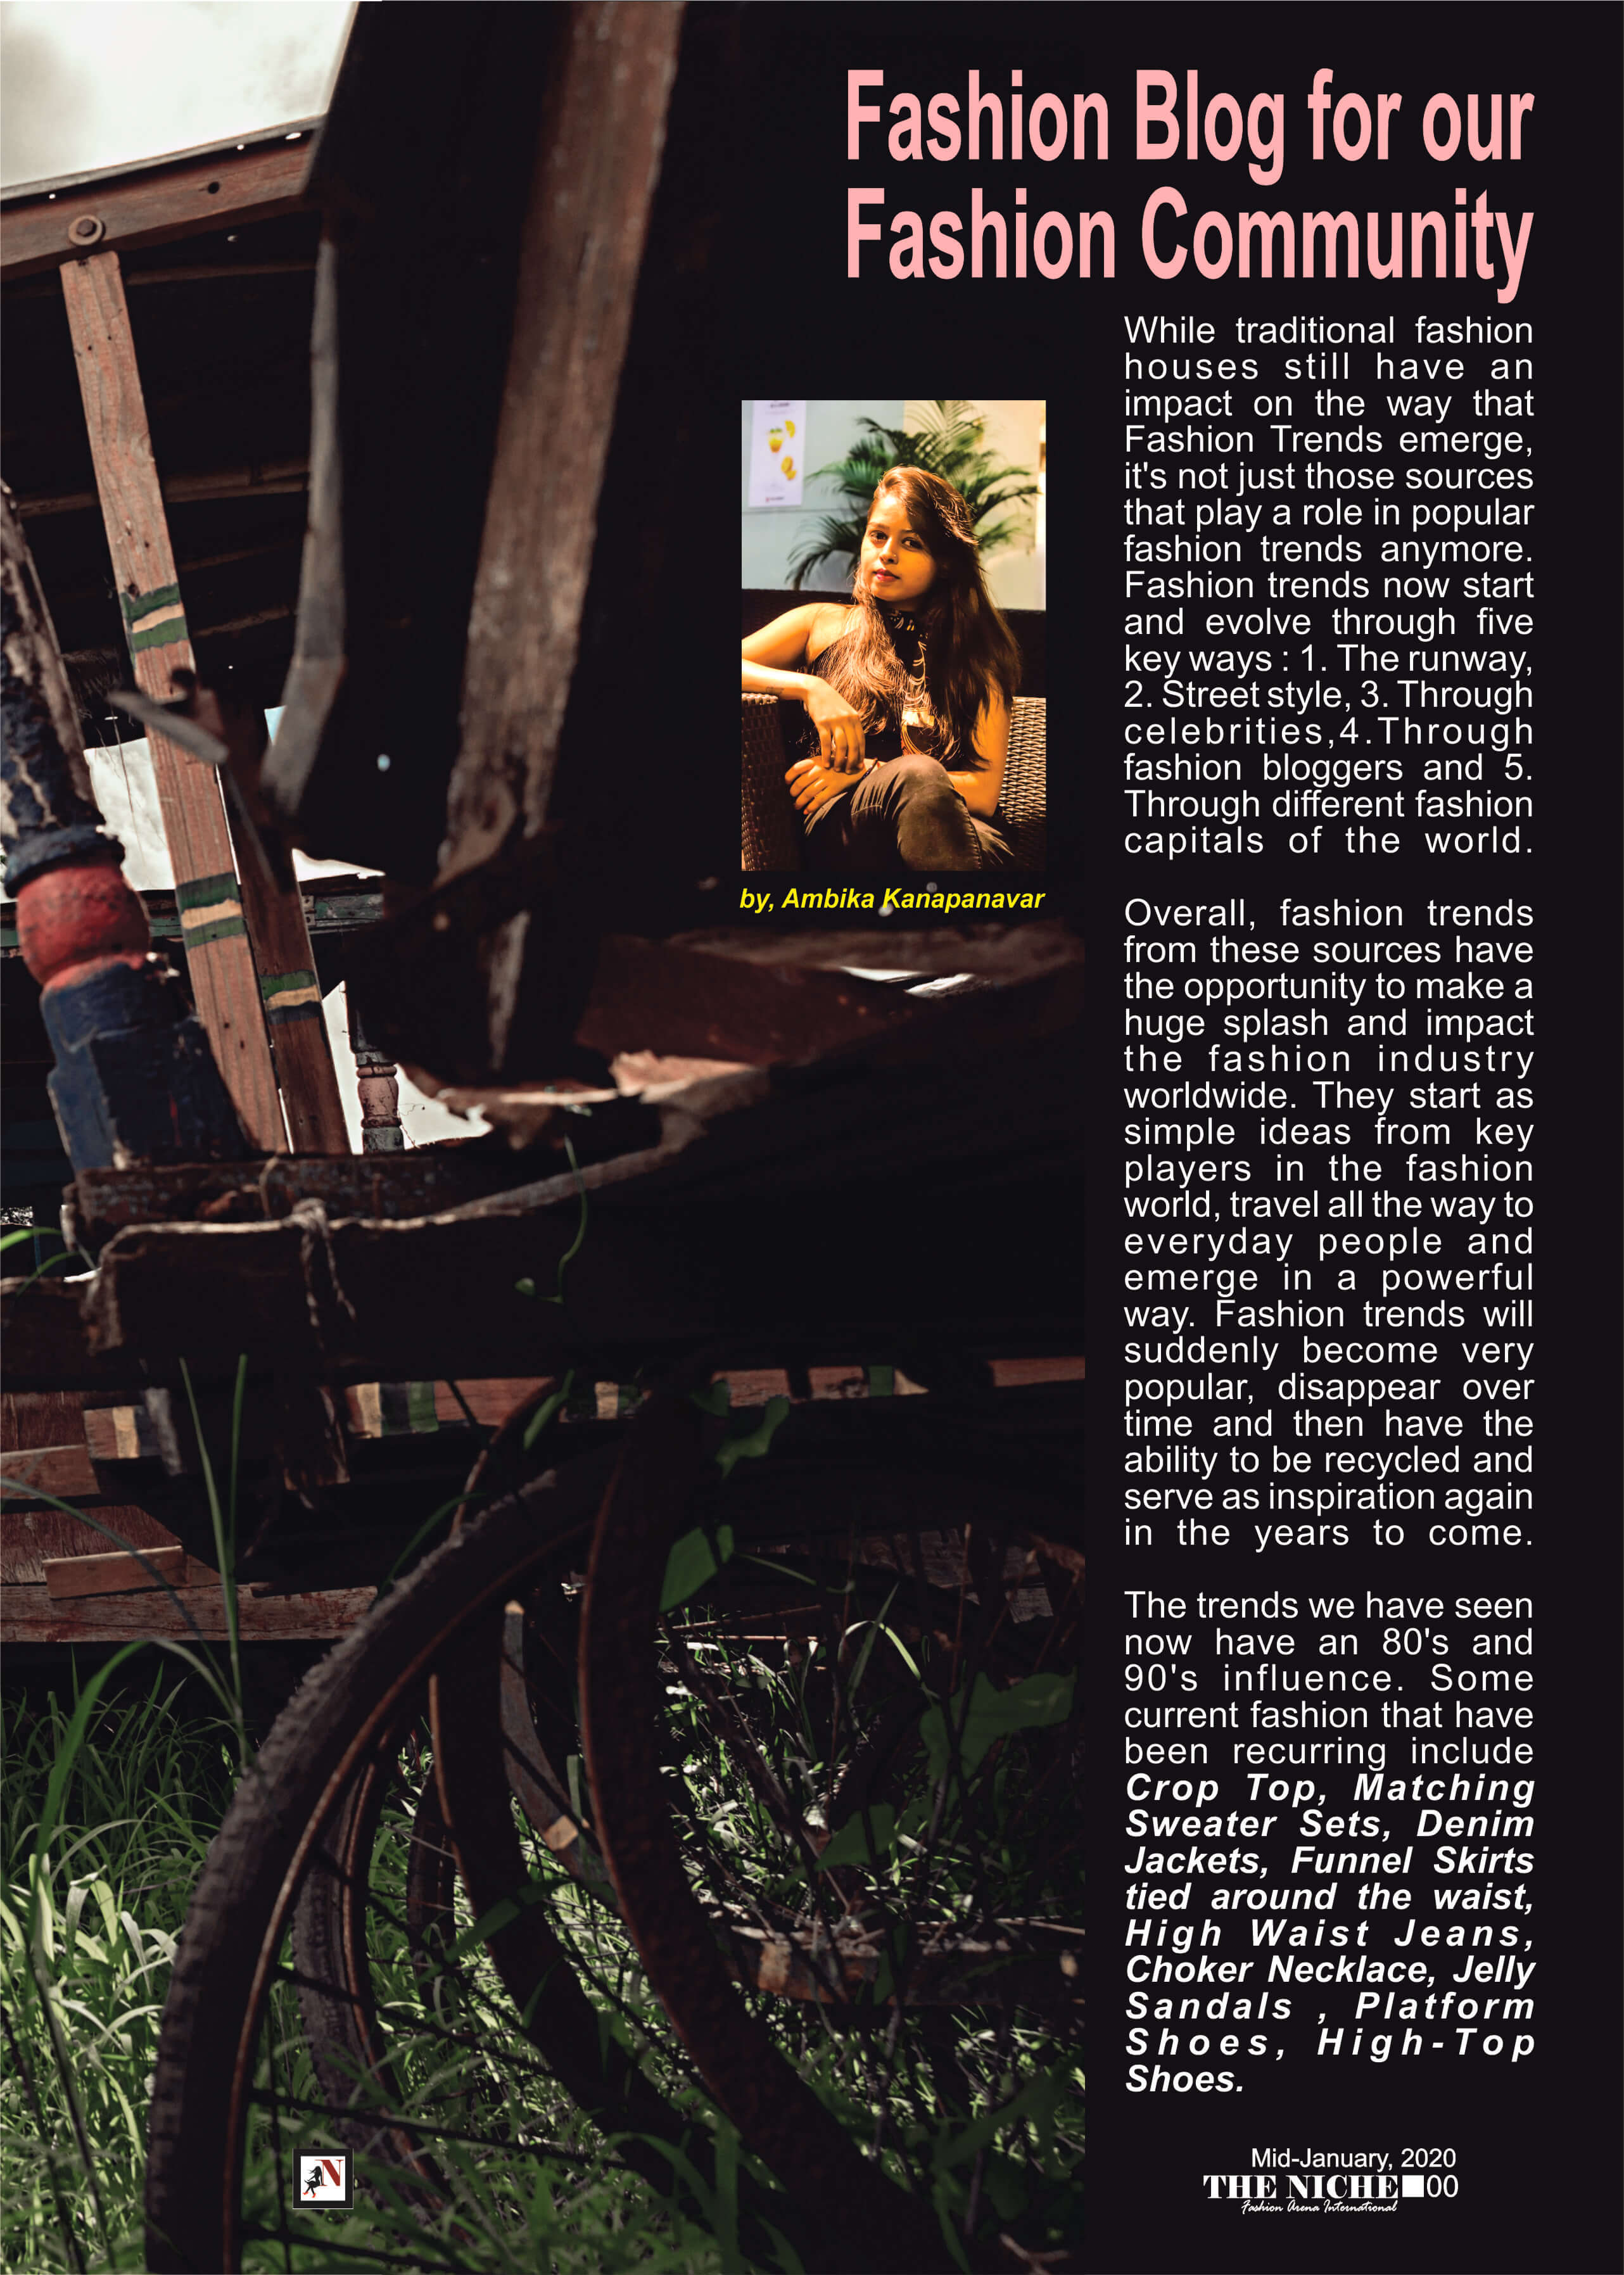 Fashion Blog for our
Fashion Community
While traditional fashion
houses still have an
impact on the way that
Fashion Trends emerge,
it's not just those sources
that play a role in popular
fashion trends anymore.
Fashion trends now start
and evolve through five
key ways : 1. The runway,
2. Street style, 3. Through
celebrities,4.Through
fashion bloggers and 5.
Through different fashion
capitals of the world.
by, Ambika Kanapanavar
Overall, fashion trends
from these sources have
the opportunity to make a
huge splash and impact
the fashion industry
worldwide. They start as
simple ideas from key
players in the fashion
world, travel all the way to
everyday people and
emerge in a powerful
way. Fashion trends will
suddenly become very
popular, disappear over
time and then have the
ability to be recycled and
serve as inspiration again
in the years to come.
The trends we have seen
now have an 80's and
90's influence. Some
current fashion that have
been recurring include
Crop Top, Matching
Sweater Sets, Denim
Jackets, Funnel Skirts
tied around the waist,
High Waist Jeans,
Choker Necklace, Jelly
Sandals , Platform
Shoes, High-Top
Shoes.
N
Mid-January, 2020
THE NICHE 00
Fashion Arena International